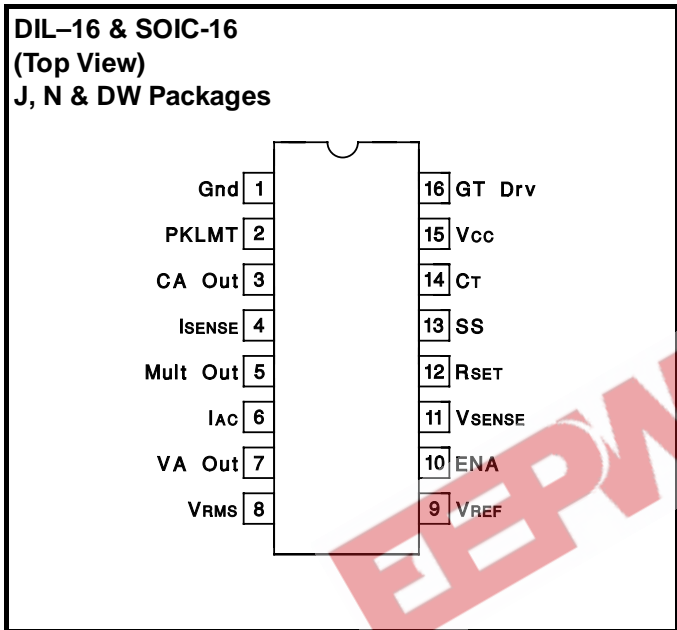 DIL–16 & SOIC-16
(Top View)
J, N & DW Packages
Gnd 1
PKLMT 2
CA Out 3
ISENSE 4
Mult Out 5
IAC 6
VA Out 7
VRMS 8
16 GT Drv
15 VCC
14 CT
13 SS
12 RSET
11 VSENSE
10 ENA
9 VREF
EEPW